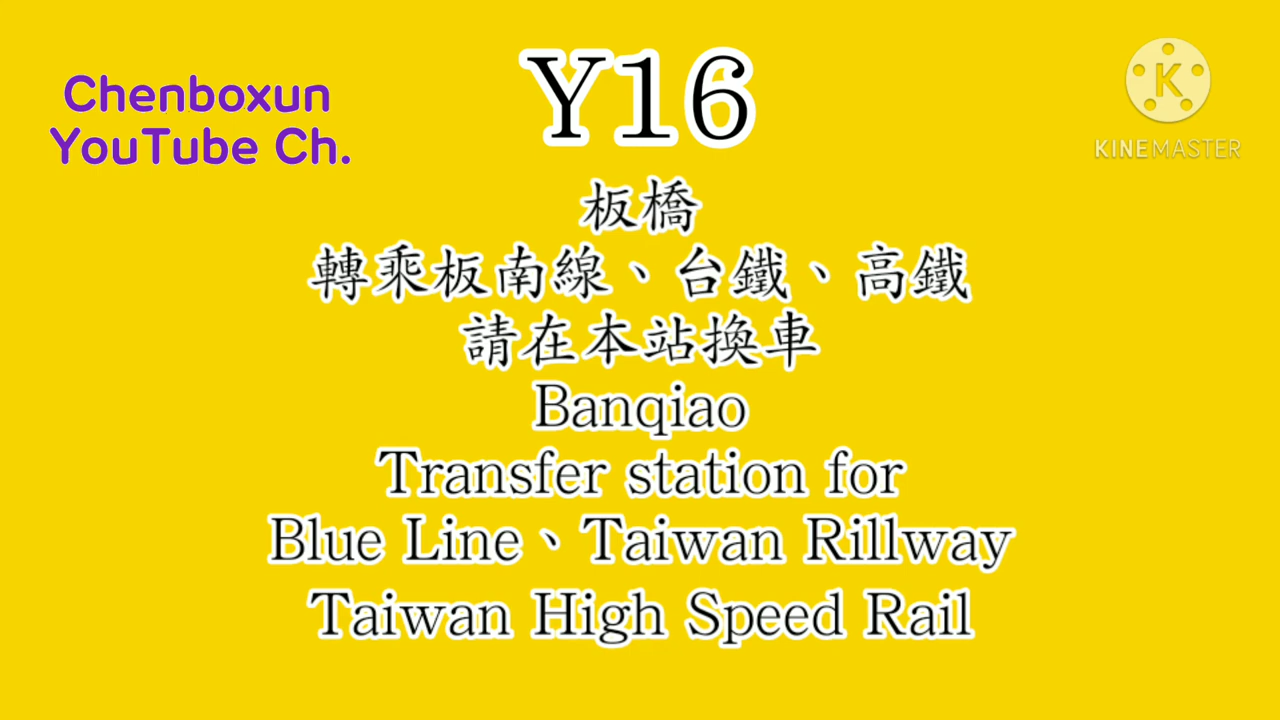 Chenboxun
YouTube Ch.
Y16
KINEMASTER
板橋
轉乘板南線、台鐵、高鐵
請在本站換車
Banqiao
Transfer station for
Blue Line、Taiwan Rillway
Taiwan High Speed Rail